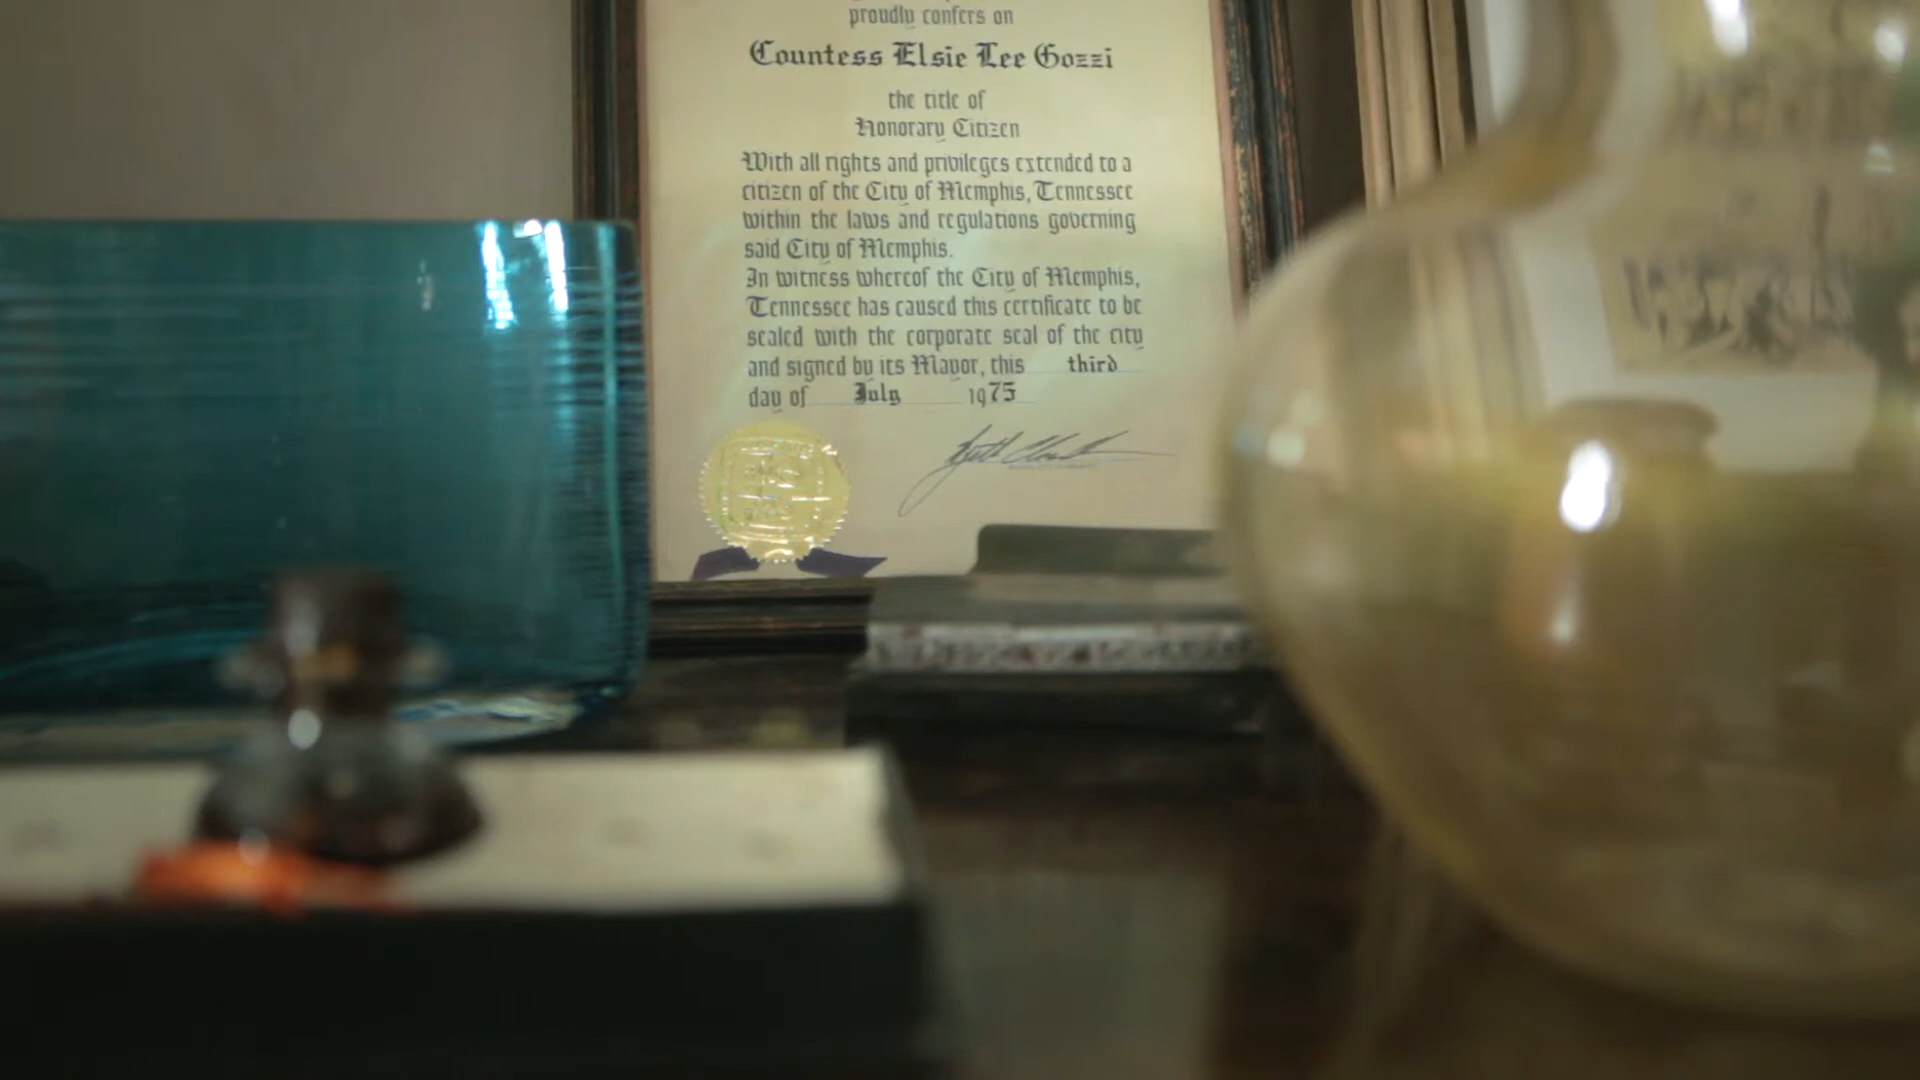 proudly confers on
Countess Elsie Lee Gozzi
the title of
Honorary Citizen
With all rights and privileges extended to a
citizen of the City of Memphis, Tennessee
within the laws and regulations governing
said City of Memphis.
In witness whereof the City of Memphis,
Tennessee has caused this certificate to be
sealed with the corporate seal of the city
and signed by its Mayor, this third
day of July 1975